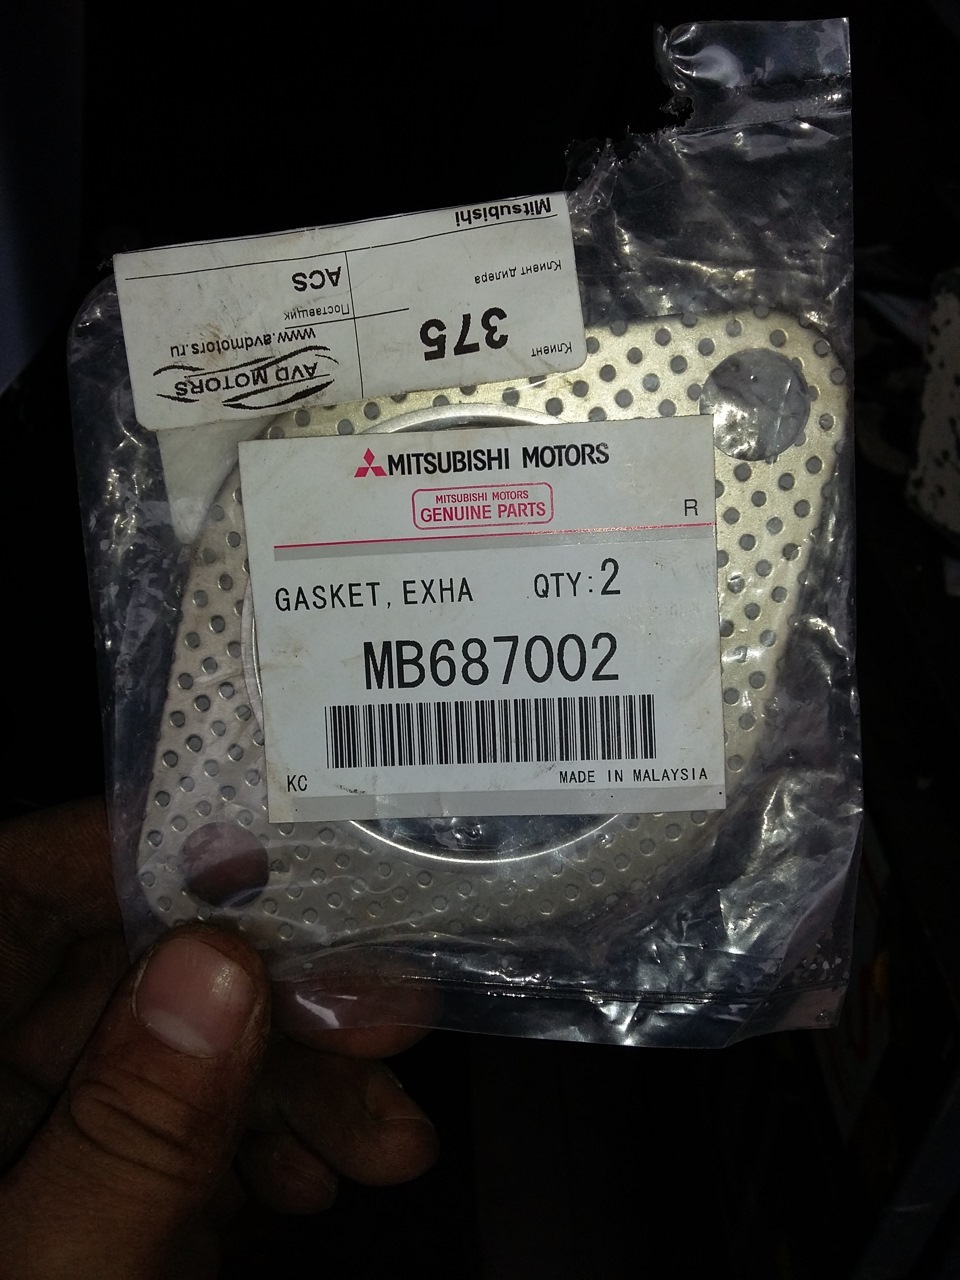 Mitsubishi
Клиент дилера
ACS
Поставщик
Клиент
375
www.avdmotors.ru
AVD MOTORS
MITSUBISHI MOTORS
MITSUBISHI MOTORS
GENUINE PARTS
R
GASKET, EXHA QTY:2
MB687002
KC MADE IN MALAYSIA